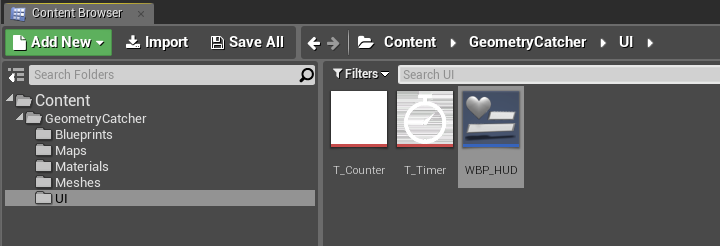 Content Browser
Add New Import Save All Content GeometryCatcher UI
Search Folders Filters Search UI
Content
GeometryCatcher
Blueprints
Maps
Materials
Meshes
UI
T_Counter T_Timer WBP_HUD